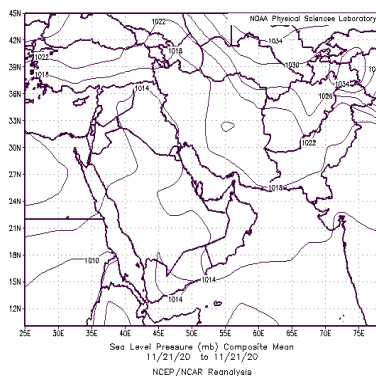 NOAA Physical Sciences Laboratory
45N
42N
39N
36N
33N
30N
27N
24N
21N
18N
15N
12N
1022
1034
1022
1018
1030
1018
1014
1034
1026
1022
1018
1010
1014
1014
25E 30E 35E 40E 45E 50E 55E 60E 65E 70E 75E
Sea Level Pressure (mb) Composite Mean
11/21/20 to 11/21/20
NCEP/NCAR Reanalysis